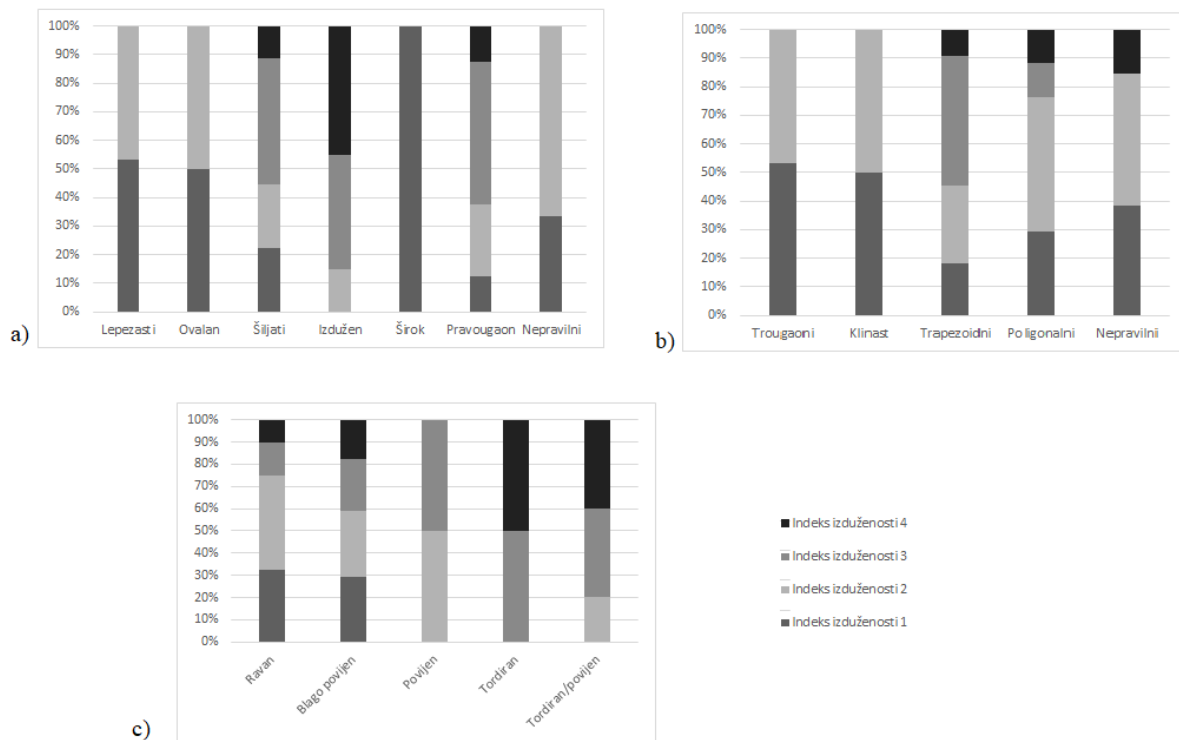 100%
90%
80%
70%
60%
50%
40%
30%
20%
10%
0%
Lepezasti Ovalan Šiljati Izdužen Širok Pravougaon Nepravilni
a)
100%
90%
80%
70%
60%
50%
40%
30%
20%
10%
0%
Trougaoni Klinast Trapezoidni Poligonalni Nepravilnii
b)
100%
90%
80%
70%
60%
50%
40%
30%
20%
10%
0%
Ravan
Blago povijen
Povijen
Tordiran
Tordiran/povijen
c)
Indeks izduženosti 4
Indeks izduženosti 3
Indeks izduženosti 2
Indeks izduženosti 1